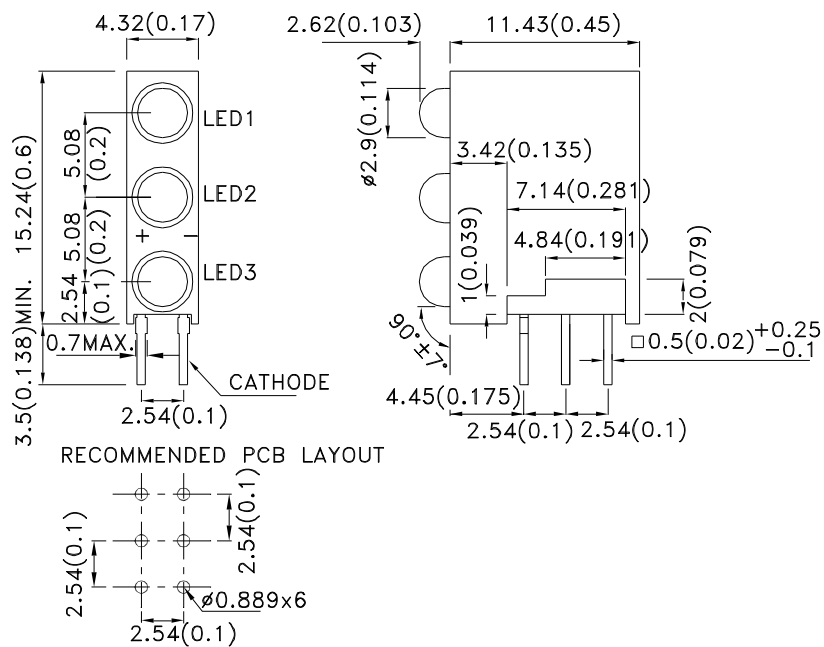 4.32(0.17)
2.62(0.103)
11.43(0.45)
LED1
ø2.9(0.114)
5.08
(0.2)
3.42(0.135)
7.14(0.281)
LED2
15.24(0.6)
5.08
(0.2)
+ −
4.84(0.191)
1(0.039)
2(0.079)
LED3
2.54
(0.1)
90°±7°
□0.5(0.02)+0.25
−0.1
0.7MAX.
3.5(0.138)MIN.
CATHODE
4.45(0.175)
2.54(0.1)
2.54(0.1)
2.54(0.1)
RECOMMENDED PCB LAYOUT
2.54(0.1)
2.54(0.1)
ø0.889x6
2.54(0.1)